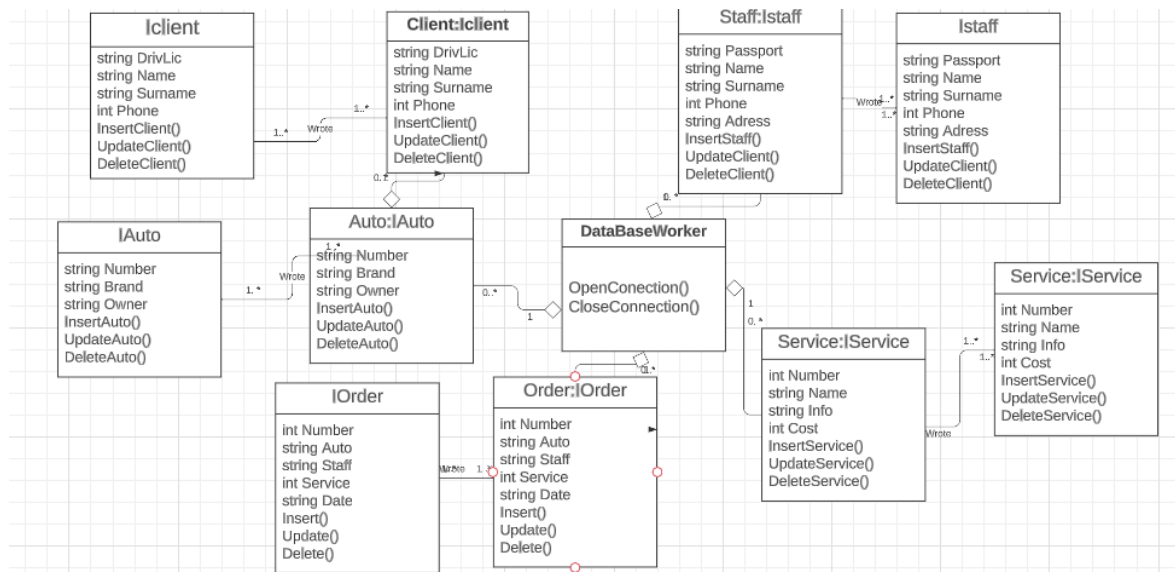 Iclient
string DrivLic
string Name
string Surname
int Phone
InsertClient()
UpdateClient()
DeleteClient()
1..*
Wrote
1..*
Client:Iclient
string DrivLic
string Name
string Surname
int Phone
InsertClient()
UpdateClient()
DeleteClient()
Staff:Istaff
string Passport
string Name
string Surname
int Phone
string Adress
InsertStaff()
UpdateClient()
DeleteClient()
Wrote
1..*
1..*
Istaff
string Passport
string Name
string Surname
int Phone
string Adress
InsertStaff()
UpdateClient()
DeleteClient()
IAuto
string Number
string Brand
string Owner
InsertAuto()
UpdateAuto()
DeleteAuto()
1. *
Wrote
1..*
Auto:IAuto
string Number
string Brand
string Owner
InsertAuto()
UpdateAuto()
DeleteAuto()
0..*
1
DataBaseWorker
OpenConection()
CloseConnection()
1
0. *
Service:IService
int Number
string Name
string Info
int Cost
InsertService()
UpdateService()
DeleteService()
Wrote
1..*
1..*
Service:IService
int Number
string Name
string Info
int Cost
InsertService()
UpdateService()
DeleteService()
IOrder
int Number
string Auto
string Staff
int Service
string Date
Insert()
Update()
Delete()
Order:IOrder
int Number
string Auto
string Staff
int Service
string Date
Insert()
Update()
Delete()